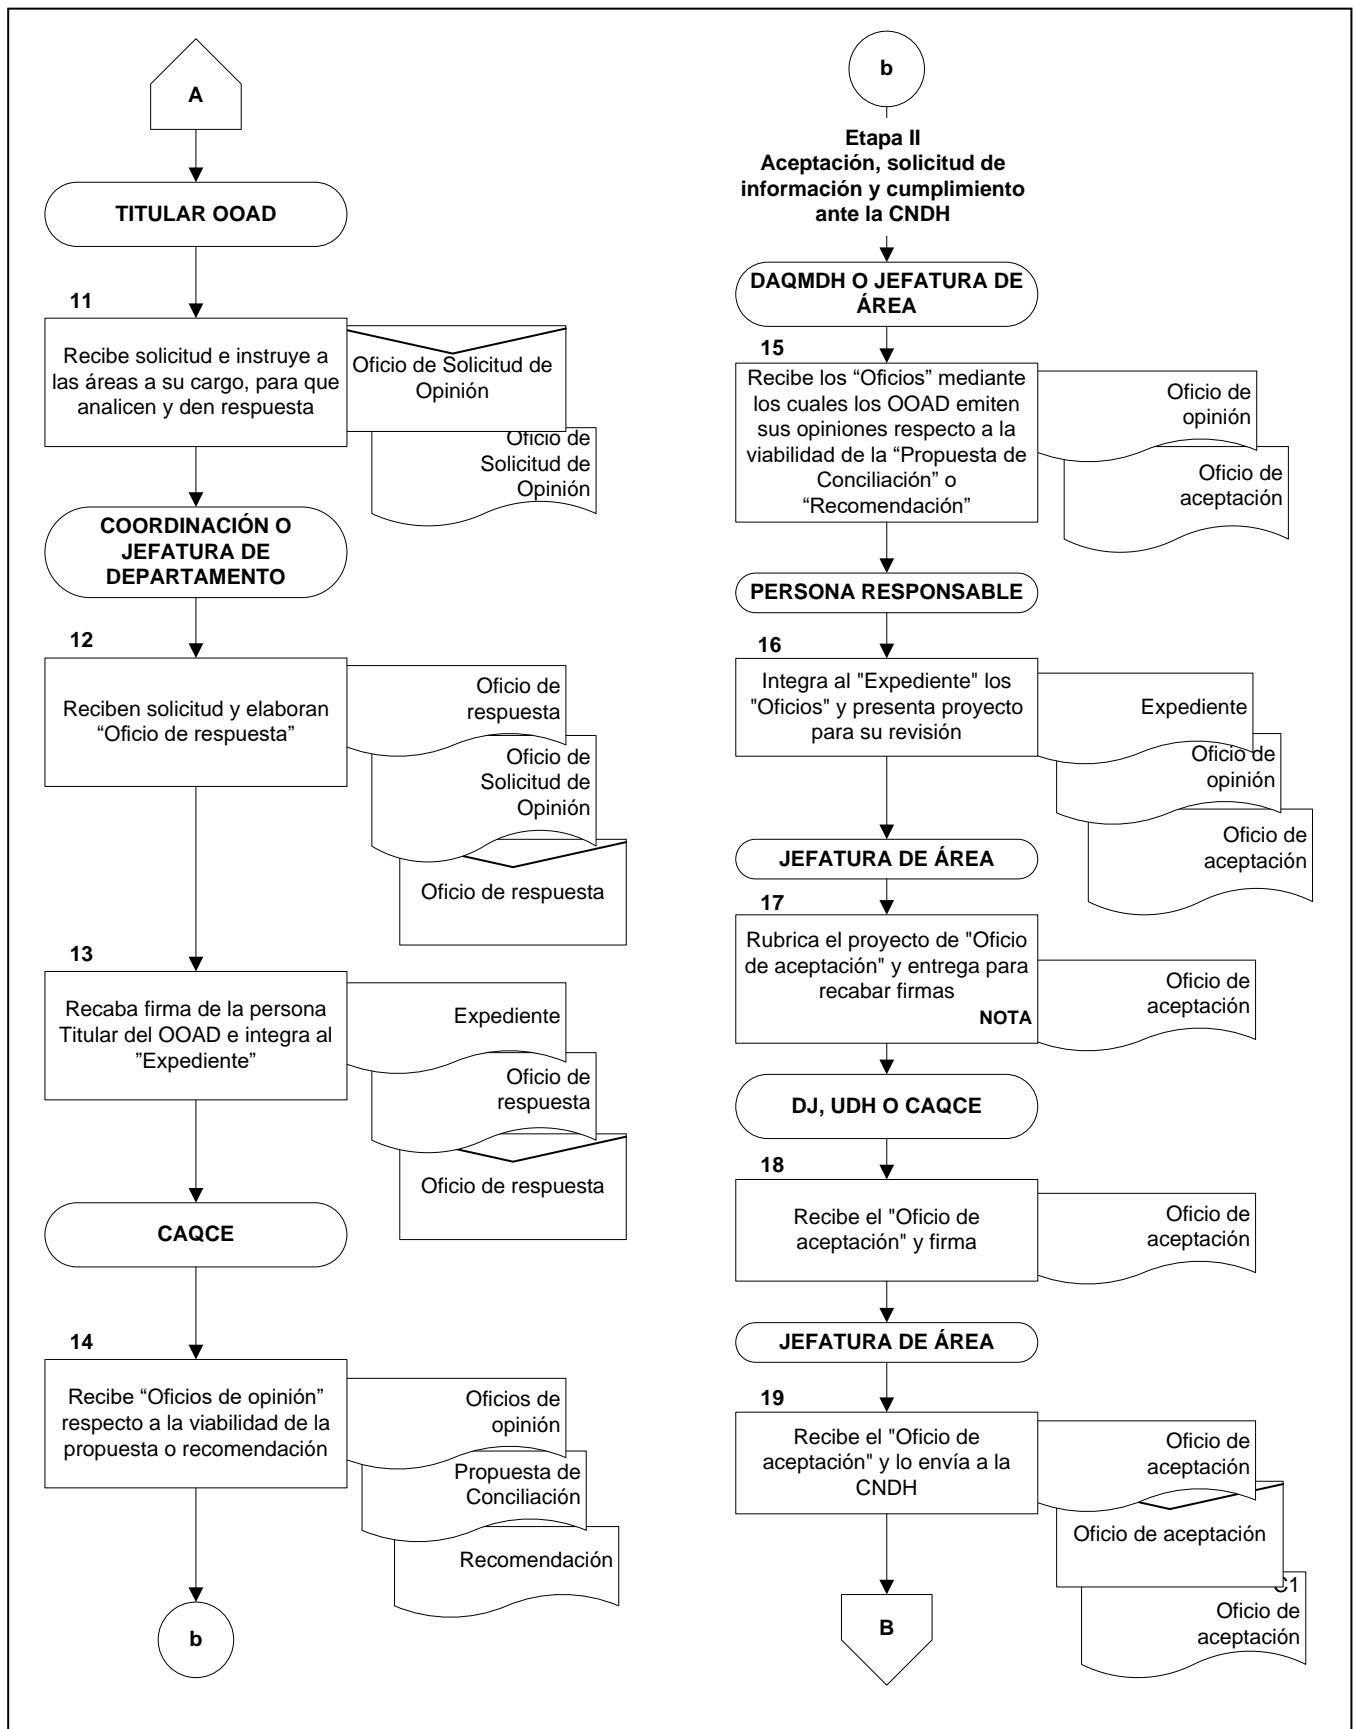 A
TITULAR OOAD
11
Recibe solicitud e instruye a
las áreas a su cargo, para que
analicen y den respuesta
Oficio de Solicitud de
Opinión
Oficio de
Solicitud de
Opinión
COORDINACIÓN O
JEFATURA DE
DEPARTAMENTO
12
Reciben solicitud y elaboran
“Oficio de respuesta”
Oficio de
respuesta
Oficio de
Solicitud de
Opinión
Oficio de respuesta
13
Recaba firma de la persona
Titular del OOAD e integra al
”Expediente”
Expediente
Oficio de
respuesta
Oficio de respuesta
CAQCE
14
Recibe “Oficios de opinión”
respecto a la viabilidad de la
propuesta o recomendación
Oficios de
opinión
Propuesta de
Conciliación
Recomendación
b
b
Etapa II
Aceptación, solicitud de
información y cumplimiento
ante la CNDH
DAQMDH O JEFATURA DE
ÁREA
15
Recibe los “Oficios” mediante
los cuales los OOAD emiten
sus opiniones respecto a la
viabilidad de la “Propuesta de
Conciliación” o
“Recomendación”
Oficio de
opinión
Oficio de
aceptación
PERSONA RESPONSABLE
16
Integra al "Expediente" los
"Oficios" y presenta proyecto
para su revisión
Expediente
Oficio de
opinión
Oficio de
aceptación
JEFATURA DE ÁREA
17
Rubrica el proyecto de "Oficio
de aceptación" y entrega para
recabar firmas
NOTA
Oficio de
aceptación
DJ, UDH O CAQCE
18
Recibe el "Oficio de
aceptación" y firma
Oficio de
aceptación
JEFATURA DE ÁREA
19
Recibe el "Oficio de
aceptación" y lo envía a la
CNDH
Oficio de
aceptación
Oficio de aceptación
C1
Oficio de
aceptación
B